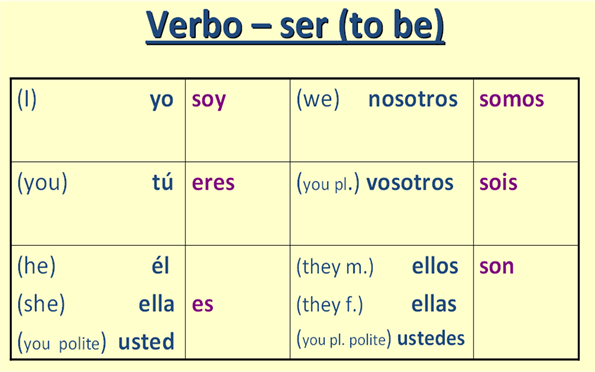 Verbo – ser (to be)
(I) yo soy (we) nosotros somos
(you) tú eres (you pl.) vosotros sois
(he) él (they m.) ellos son
(she) ella es (they f.) ellas
(you polite) usted (you pl. polite) ustedes